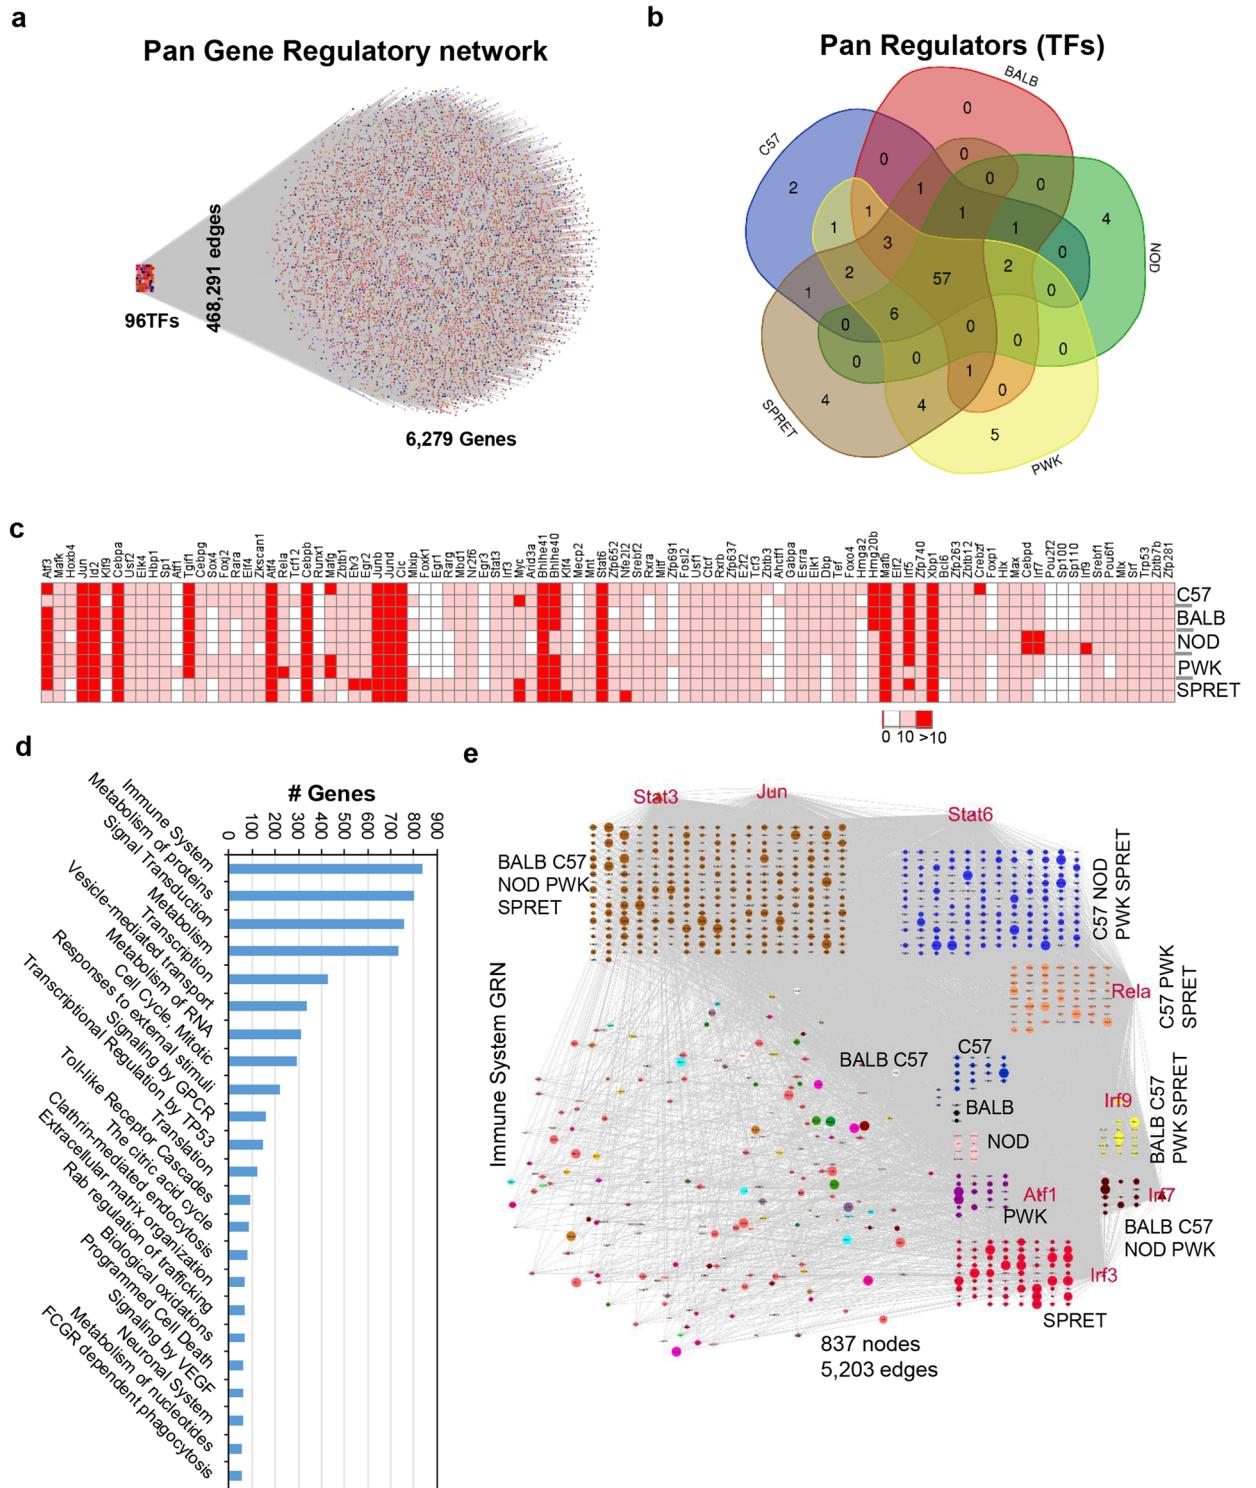 a
Pan Gene Regulatory network
468,291 edges
96TFs
6,279 Genes
b
Pan Regulators (TFs)
BALB
C57
NOD
SPRET
PWK
0
0
0
2
1
0
0
4
1
1
1
1
0
3
2
2
57
0
1
6
0
0
0
0
0
0
1
0
4
4
5
c
Atf3
Mafk
Hoxb4
Jun
Id2
Klf9
Cebpa
Usf2
Elk4
Hbp1
Sp1
Atf1
Tgif1
Cebpg
Sox4
Rara
Elf4
Zkscan1
Atf4
Rela
Tcf12
Cebpb
Runx1
Mafg
Zbtb1
Etv3
Egr2
Junb
Jund
Cic
Mlxip
Foxk1
Egr1
Rarg
Mbd1
Nr2f6
Egr3
Stat3
Irf3
Myc
Arid3a
Bhlhe41
Bhlhe40
Klf4
Mecp2
Mnt
Stat6
Zfp652
Nfe2l2
Srebf2
Rxra
Mitf
Zfp691
Fosl2
Usf1
Ctcf
Rxrb
Zfp637
E2f2
Zbtb3
Ahctf1
Gabpa
Esrra
Elk1
Dbp
Tef
Foxo4
Hmga2
Hmg20b
Mafb
Elf2
Irf5
Zfp740
Xbp1
Bcl6
Zfp263
Zbtb12
Crebzf
Foxp1
Hlx
Max
Cebpd
Irf7
Pou2f2
Sp100
Sp110
Irf9
Srebf1
Pou6f1
Mlx
Srf
Trp53
Zbtb7b
Zfp281
C57
BALB
NOD
PWK
SPRET
0 10 >10
d
# Genes
0 100 200 300 400 500 600 700 800 900
Immune System
Metabolism of proteins
Signal Transduction
Metabolism
Transcription
Vesicle-mediated transport
Metabolism of RNA
Cell Cycle, Mitotic
Responses to external stimuli
Signaling by GPCR
Transcriptional Regulation by TP53
Translation
Toll-like Receptor Cascades
The citric acid cycle
Clathrin-mediated endocytosis
Extracellular matrix organization
Rab regulation of trafficking
Biological oxidations
Programmed Cell Death
Signaling by VEGF
Neuronal System
Metabolism of nucleotides
FCGR dependent phagocytosis
e
Stat3
Jun
Stat6
BALB C57
NOD PWK
SPRET
C57 NOD
PWK SPRET
Rela
C57 PWK
SPRET
Immune System GRN
BALB C57
C57
BALB
NOD
Irf9
BALB C57
PWK SPRET
Atf1
PWK
Irf7
BALB C57
NOD PWK
Irf3
SPRET
837 nodes
5,203 edges